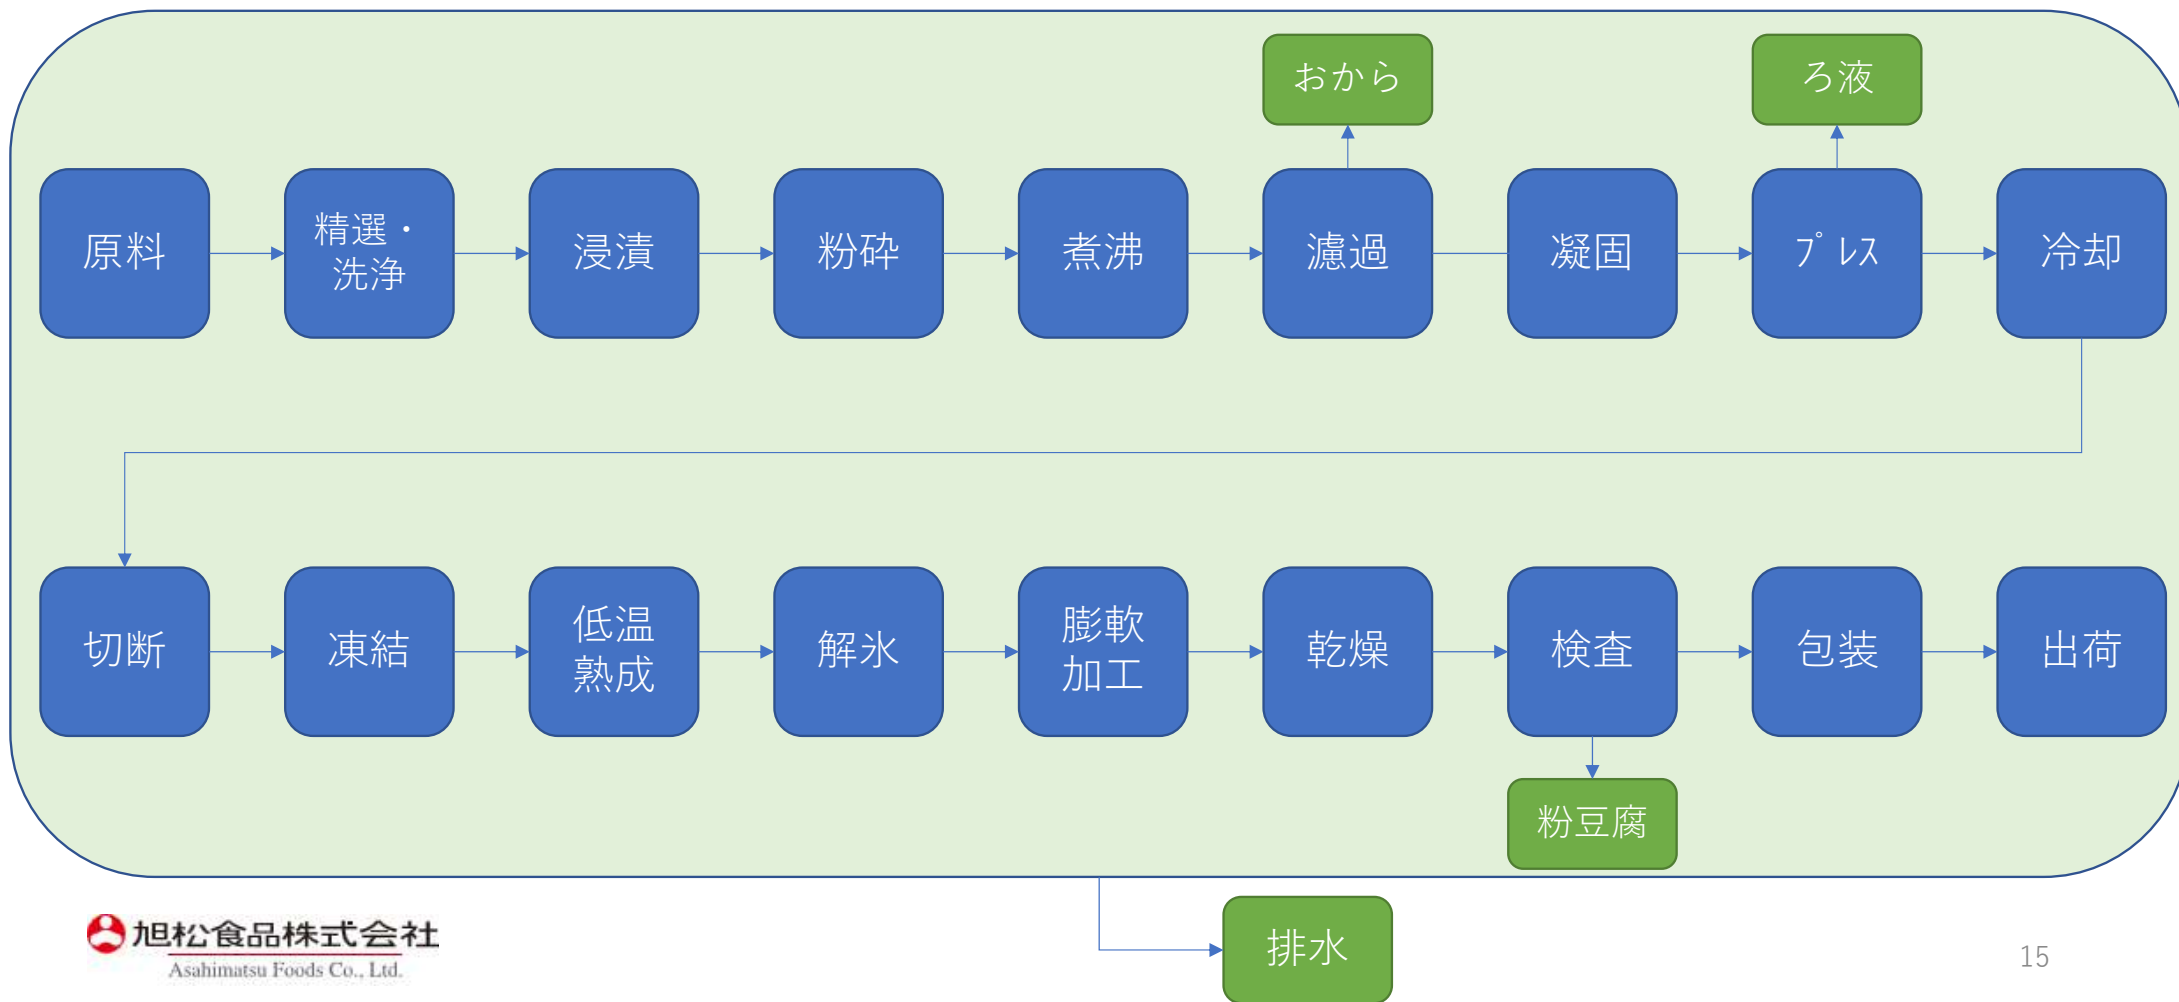 おから
ろ液
原料
精選・
洗浄
浸漬
粉砕
煮沸
濾過
凝固
ﾌﾟﾚｽ
冷却
切断
凍結
低温
熟成
解氷
膨軟
加工
乾燥
検査
包装
出荷
粉豆腐
排水
旭松食品株式会社
Asahimatsu Foods Co., Ltd.
15